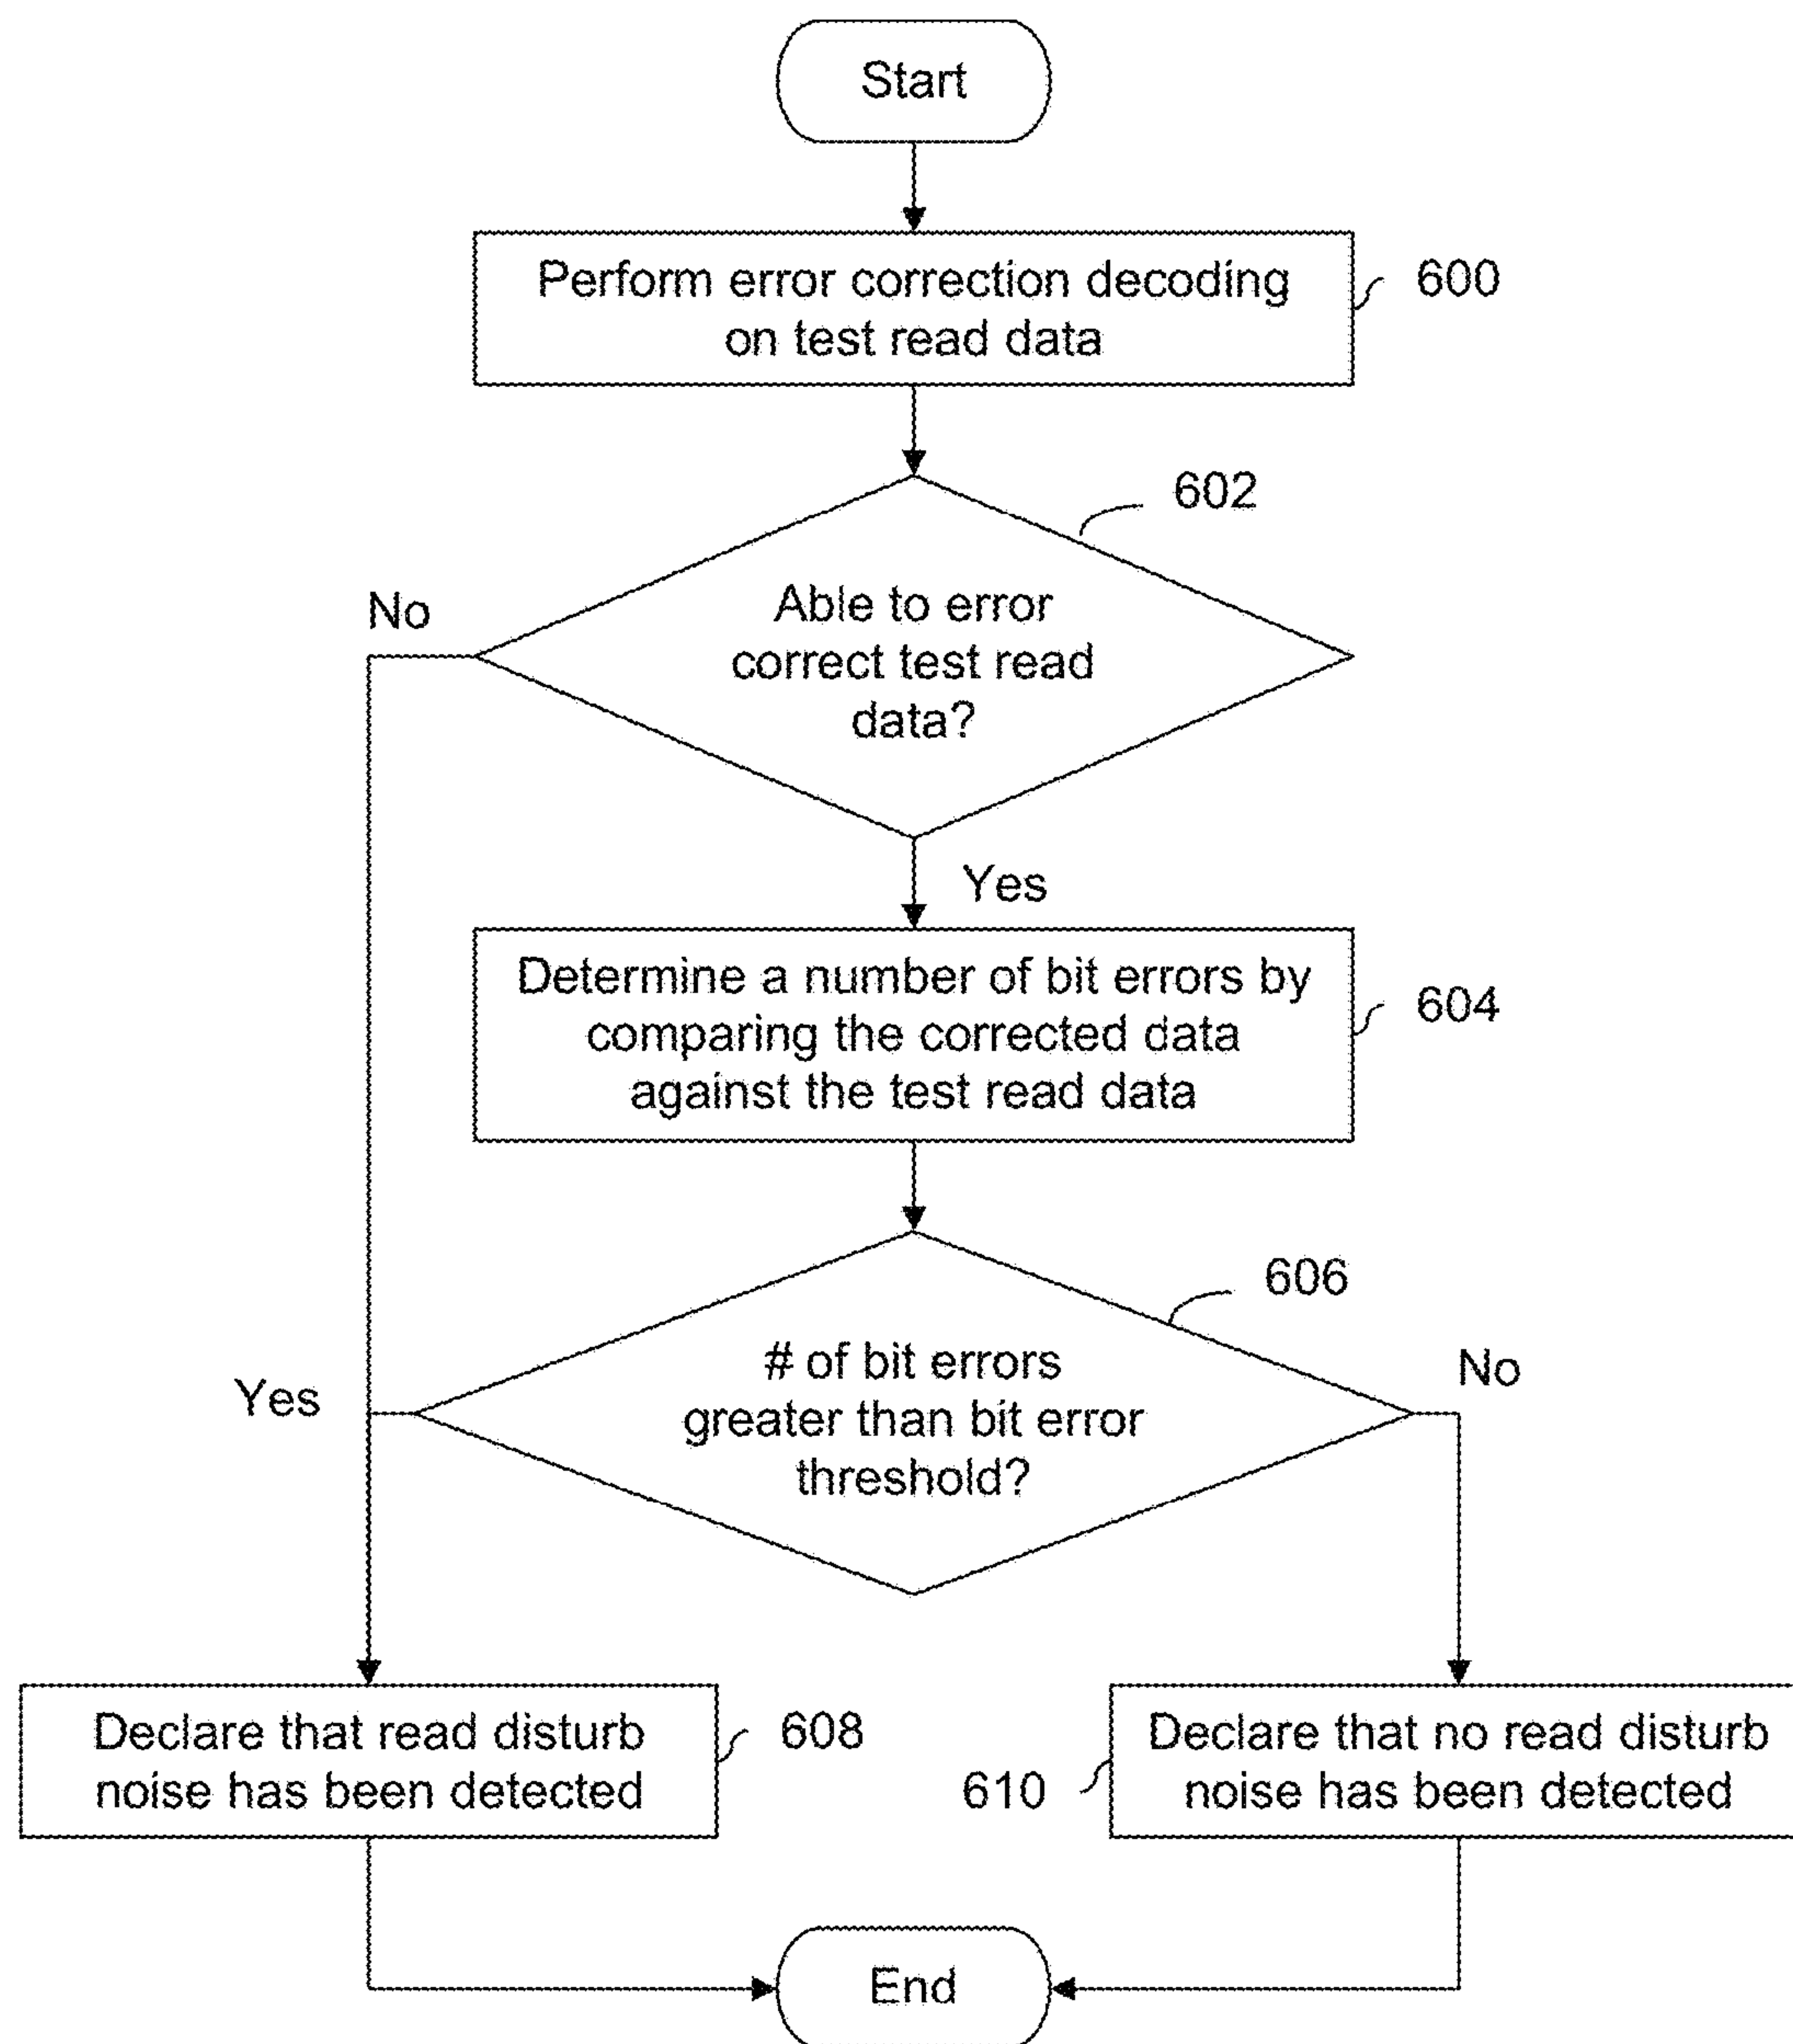 Start
Perform error correction decoding
on test read data
600
602
No
Able to error
correct test read
data?
Yes
Determine a number of bit errors by
comparing the corrected data
against the test read data
604
606
Yes
# of bit errors
greater than bit error
threshold?
No
Declare that read disturb
noise has been detected
608
610
Declare that no read disturb
noise has been detected
End